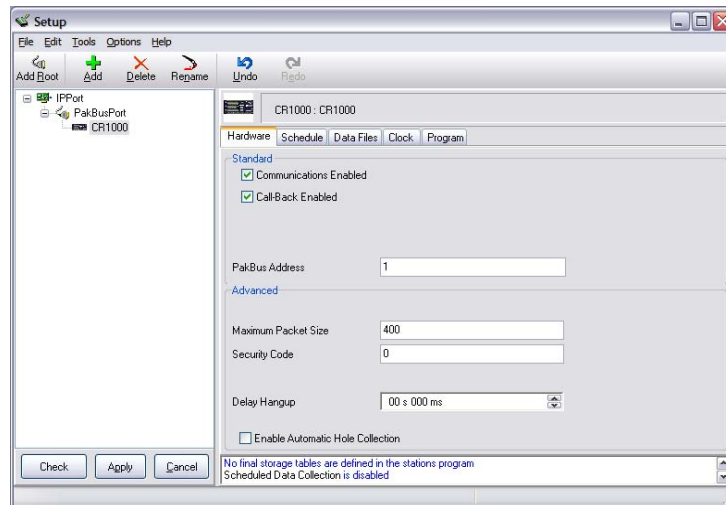 Setup
File Edit Tools Options Help
Add Root Add Delete Rename Undo Redo
IPPort
PakBusPort
CR1000
CR1000 : CR1000
Hardware Schedule Data Files Clock Program
Standard
Communications Enabled
Call-Back Enabled
PakBus Address 1
Advanced
Maximum Packet Size 400
Security Code 0
Delay Hangup 00 s 000 ms
Enable Automatic Hole Collection
Check Apply Cancel
No final storage tables are defined in the stations program
Scheduled Data Collection is disabled